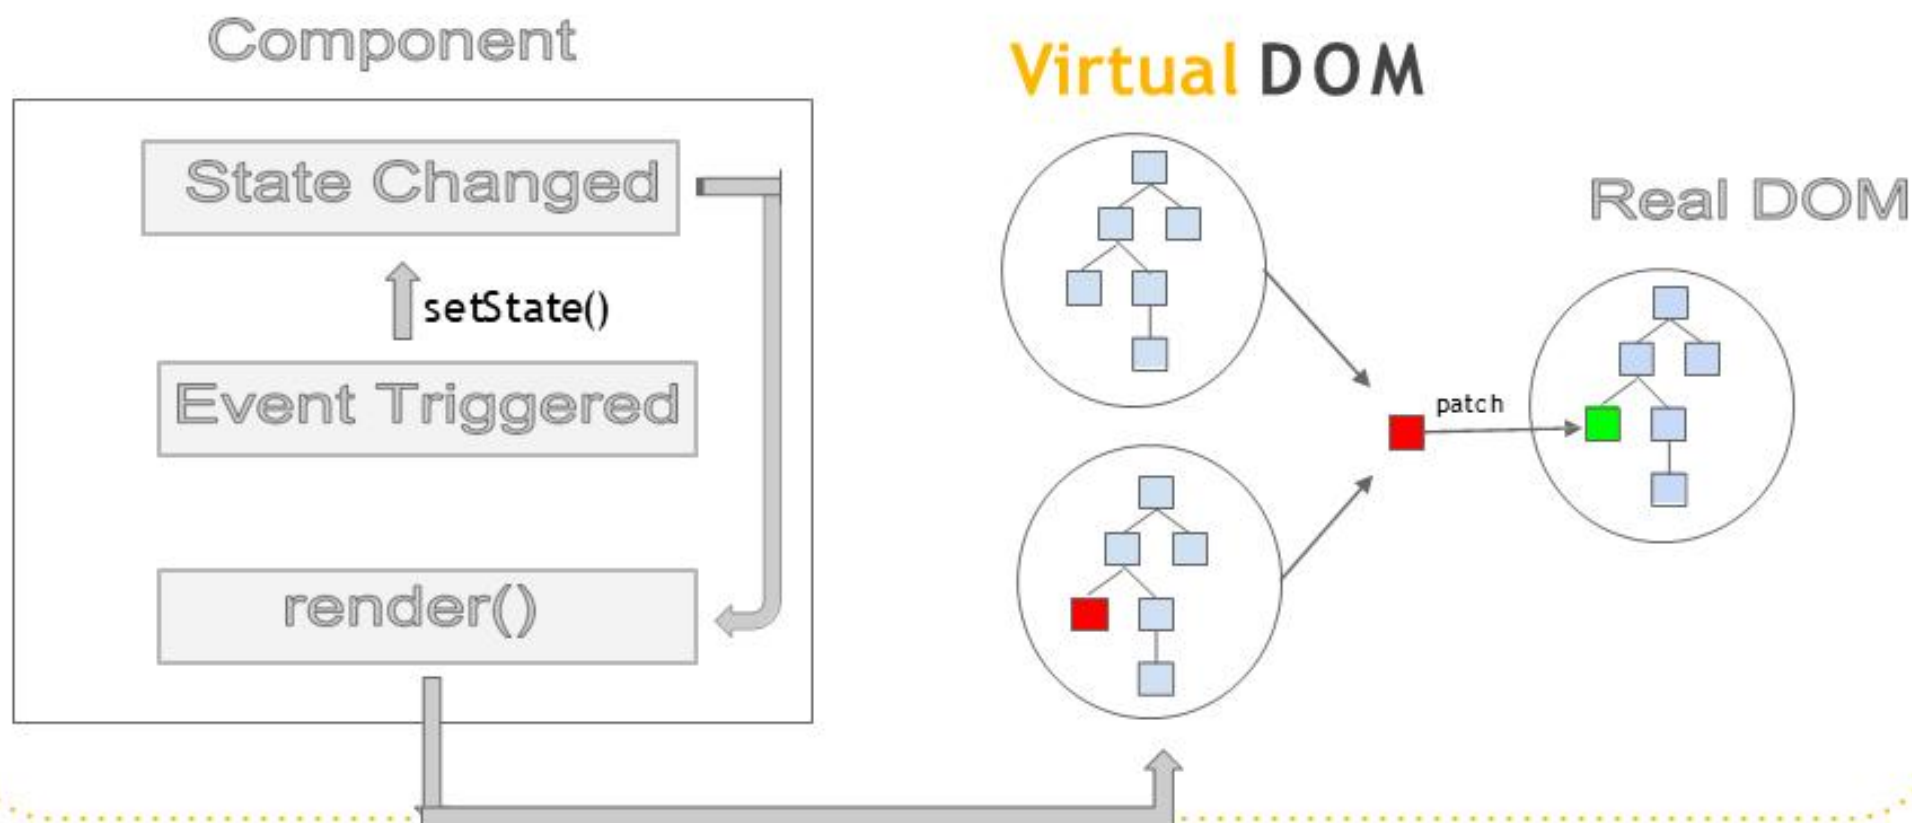 Component
State Changed
setState()
Event Triggered
render()
Virtual DOM
Real DOM
patch